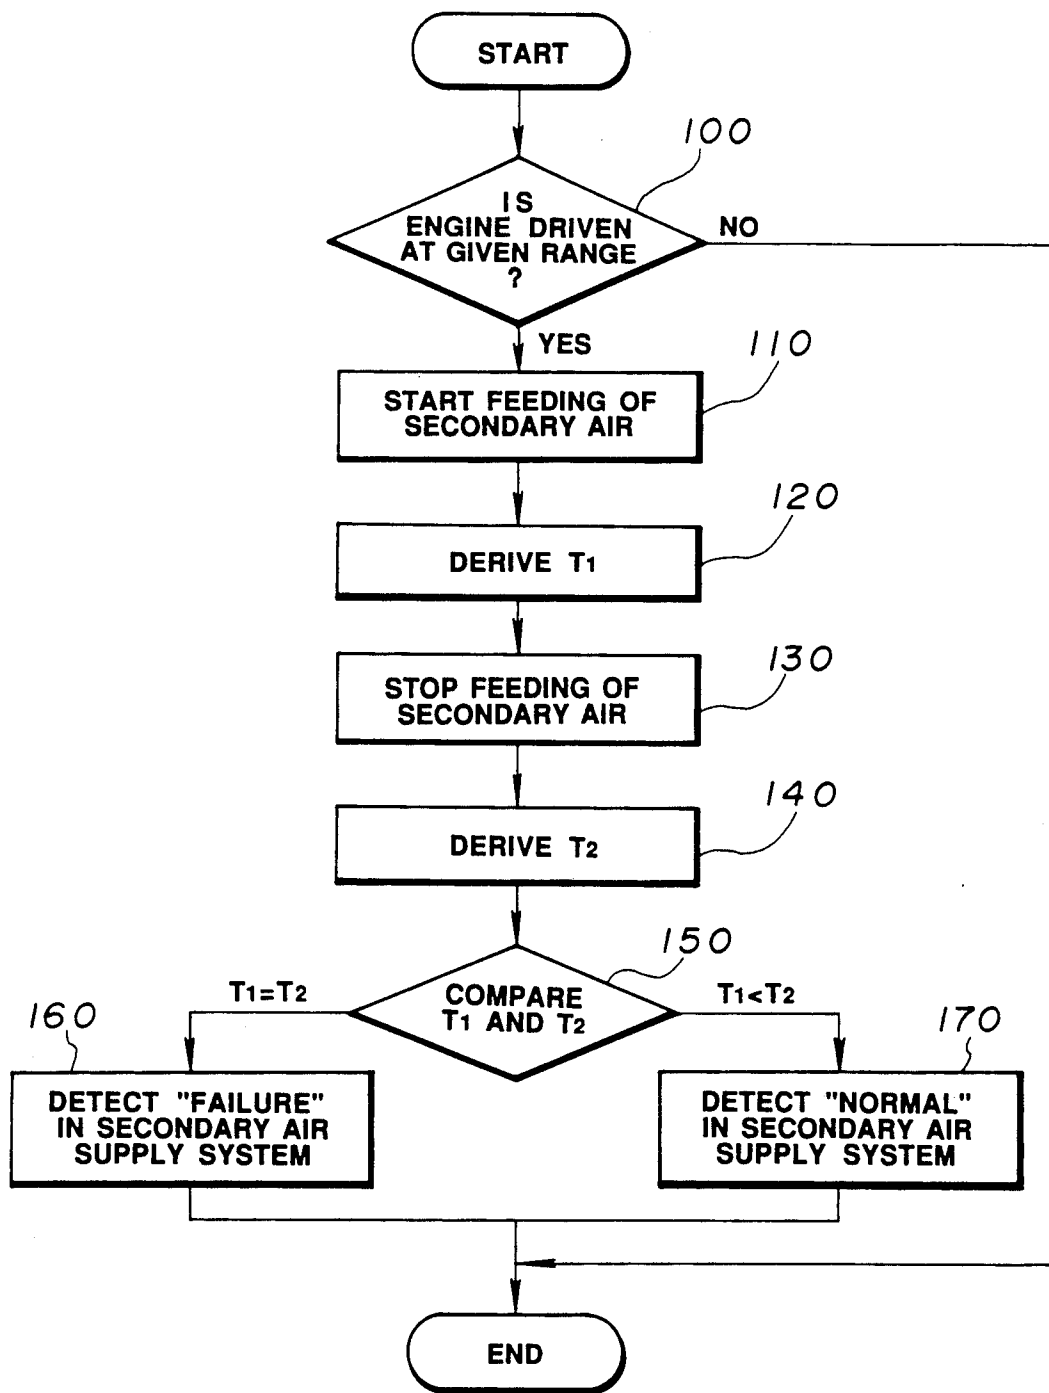 START
100
IS
ENGINE DRIVEN
AT GIVEN RANGE
?
NO
YES
110
START FEEDING OF
SECONDARY AIR
120
DERIVE T1
130
STOP FEEDING OF
SECONDARY AIR
140
DERIVE T2
150
COMPARE
T1 AND T2
T1=T2
T1<T2
160
DETECT "FAILURE"
IN SECONDARY AIR
SUPPLY SYSTEM
170
DETECT "NORMAL"
IN SECONDARY AIR
SUPPLY SYSTEM
END